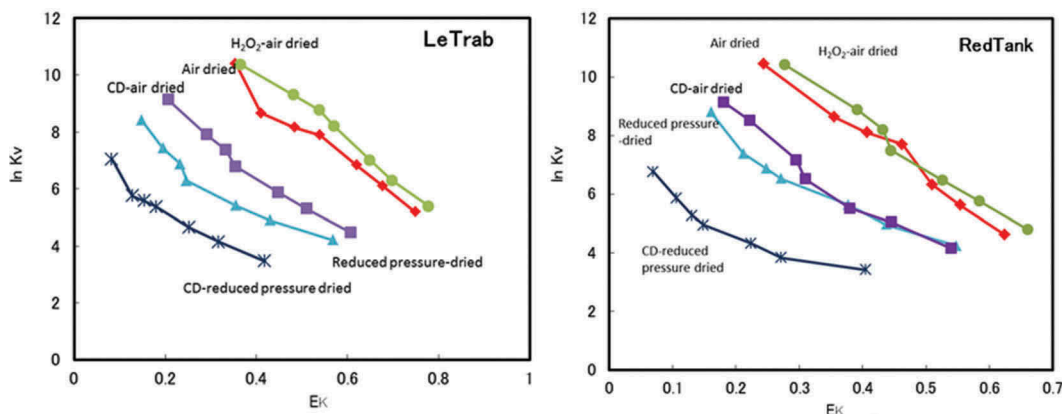 12
10
8
6
4
2
0
ln Kv
LeTrab
H₂O₂-air dried
Air dried
CD-air dried
Reduced pressure-dried
CD-reduced pressure dried
0 0.2 0.4 0.6 0.8 1
EK
12
10
8
6
4
2
0
ln Kv
RedTank
Air dried
H₂O₂-air dried
CD-air dried
Reduced pressure
-dried
CD-reduced
pressure dried
0 0.1 0.2 0.3 0.4 0.5 0.6 0.7
EK